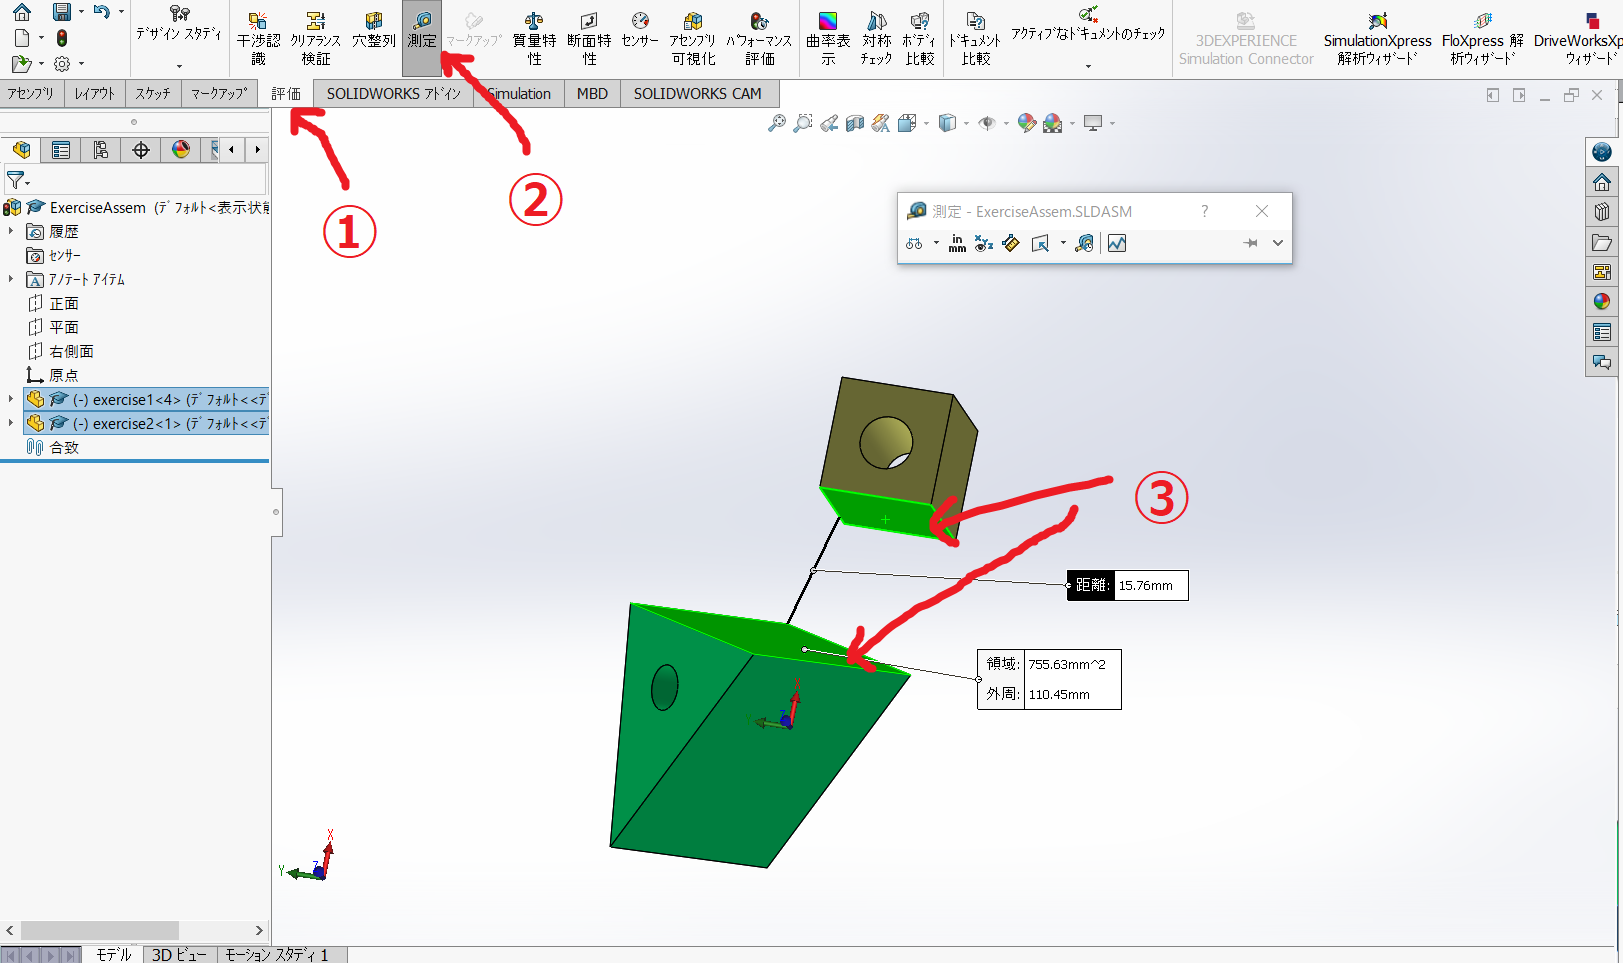 デザイン スタディ
干渉認識
クリアランス検証
穴整列
測定
マークアップ
質量特性
断面特性
センサー
アセンブリ可視化
パフォーマンス評価
曲率表示
対称チェック
ボディ比較
ドキュメント比較
アクティブなドキュメントのチェック
3DEXPERIENCE
Simulation Connector
SimulationXpress
解析ウィザード
FloXpress 解
析ウィザード
DriveWorksXp
ウィザード
アセンブリ
レイアウト
スケッチ
マークアップ
評価
SOLIDWORKS アドイン
Simulation
MBD
SOLIDWORKS CAM
①
②
測定 - ExerciseAssem.SLDASM
?
in
mm
XYZ
ExerciseAssem (デフォルト<表示状態
履歴
センサー
アノテート アイテム
正面
平面
右側面
原点
(-) exercise1<4> (デフォルト<<デ
(-) exercise2<1> (デフォルト<<デ
合致
③
距離: 15.76mm
領域: 755.63mm^2
外周: 110.45mm
X
Y
Z
X
Y
Z
モデル
3D ビュー
モーション スタディ 1